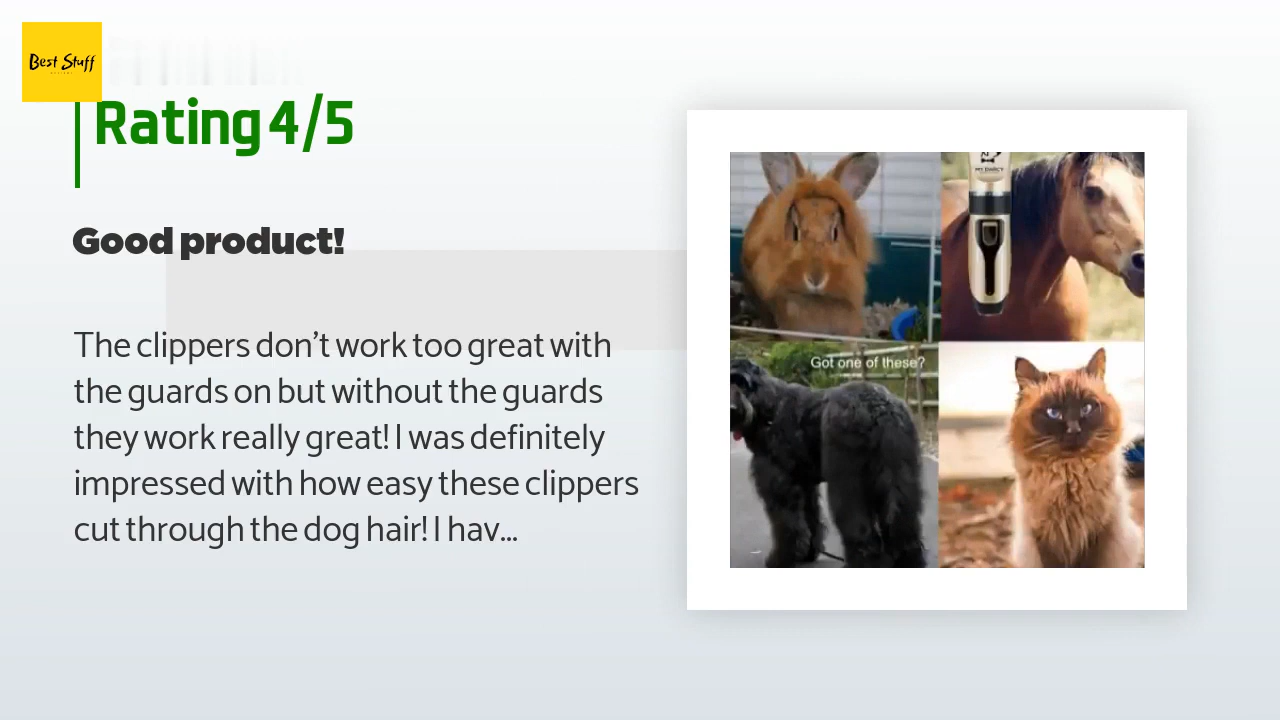 Best Stuff
Rating 4/5
Good product!
The clippers don't work too great with
the guards on but without the guards
they work really great! I was definitely
impressed with how easy these clippers
cut through the dog hair! I hav...
Got one of these?